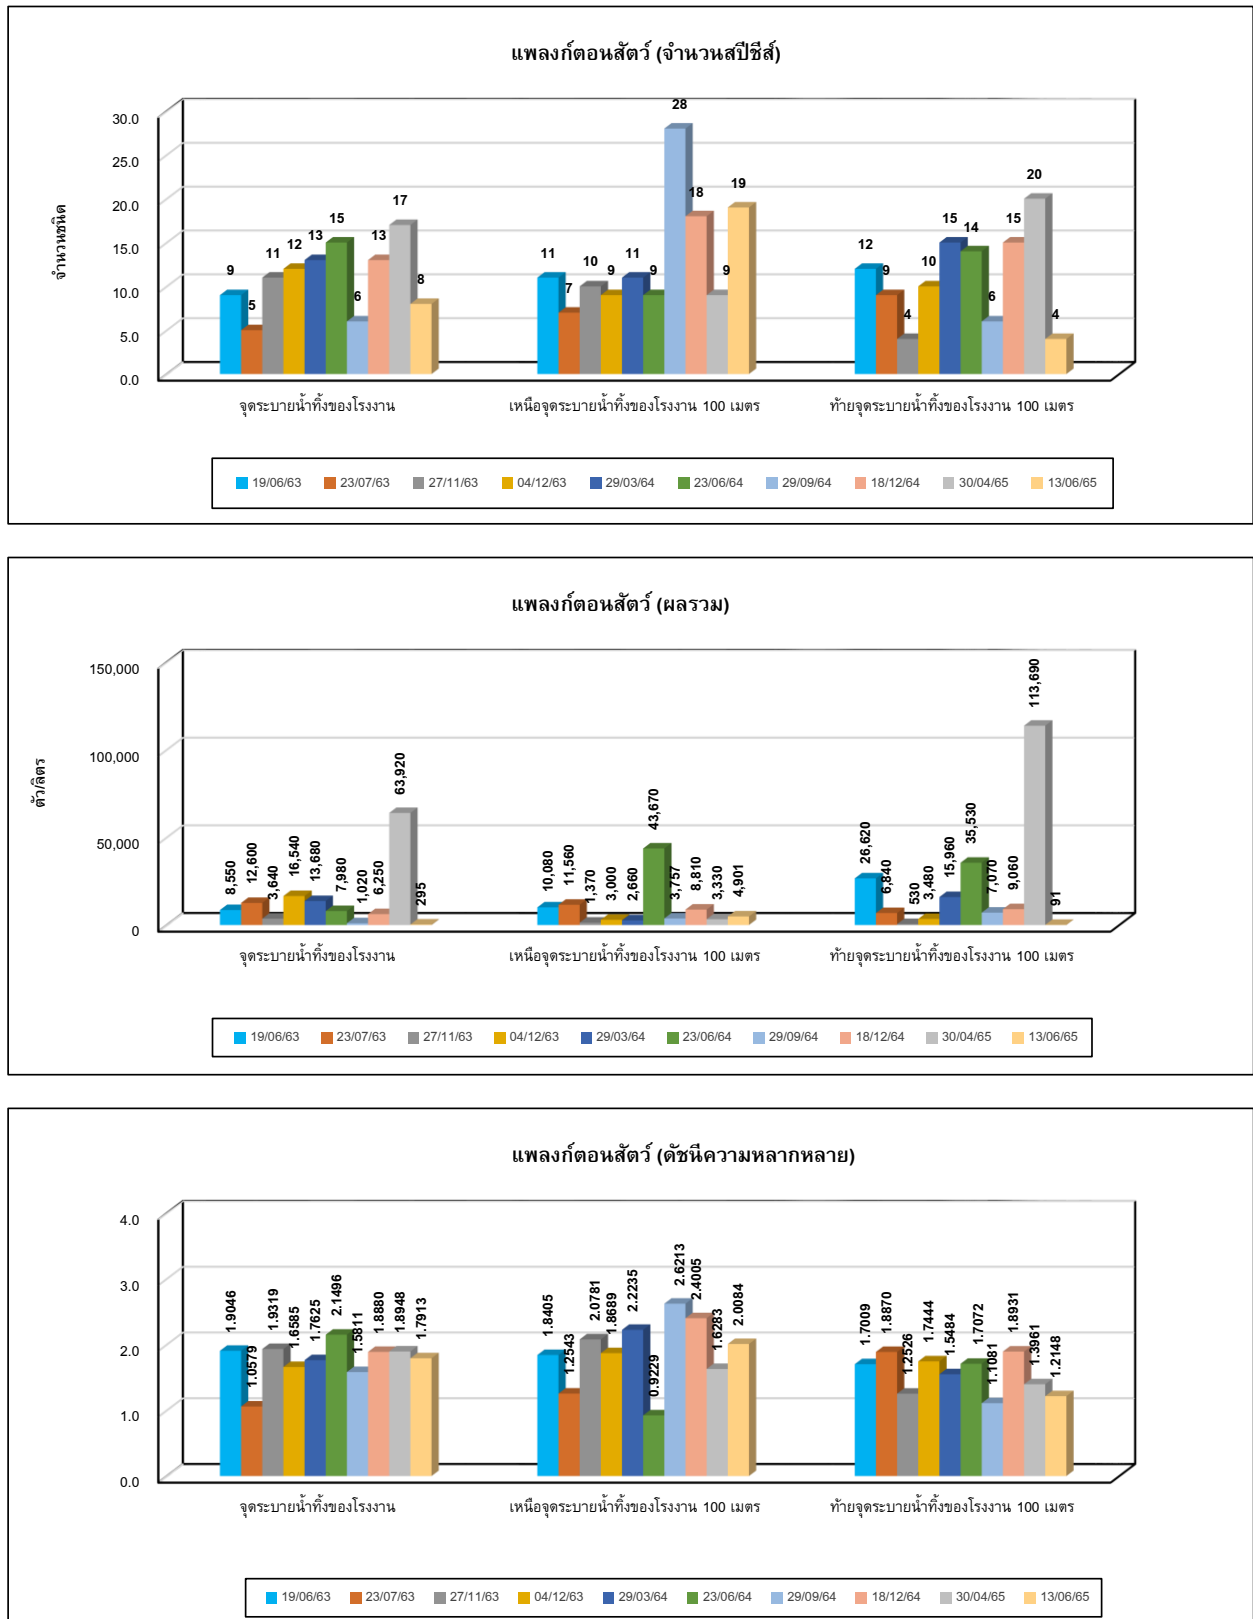 แพลงก์ตอนสัตว์ (จำนวนสปีชีส์)
จำนวนชนิด
30.0
25.0
20.0
15.0
10.0
5.0
0.0
9 5 11 12 13 15 6 13 17 8
11 7 10 9 11 9 28 18 9 19
12 9 4 10 15 14 6 15 20 4
จุดระบายน้ำทิ้งของโรงงาน เหนือจุดระบายน้ำทิ้งของโรงงาน 100 เมตร ท้ายจุดระบายน้ำทิ้งของโรงงาน 100 เมตร
19/06/63 23/07/63 27/11/63 04/12/63 29/03/64 23/06/64 29/09/64 18/12/64 30/04/65 13/06/65
แพลงก์ตอนสัตว์ (ผลรวม)
ตัว/ลิตร
150,000
100,000
50,000
0
8,550 12,600 3,640 16,540 13,680 7,980 1,020 6,250 63,920 295
10,080 11,560 1,370 3,000 2,660 43,670 3,757 8,810 3,330 4,901
26,620 6,840 530 3,480 15,960 35,530 7,070 9,060 113,690 91
จุดระบายน้ำทิ้งของโรงงาน เหนือจุดระบายน้ำทิ้งของโรงงาน 100 เมตร ท้ายจุดระบายน้ำทิ้งของโรงงาน 100 เมตร
19/06/63 23/07/63 27/11/63 04/12/63 29/03/64 23/06/64 29/09/64 18/12/64 30/04/65 13/06/65
แพลงก์ตอนสัตว์ (ดัชนีความหลากหลาย)
4.0
3.0
2.0
1.0
0.0
1.9046 1.0579 1.9319 1.6585 1.7625 2.1496 1.5811 1.8880 1.8948 1.7913
1.8405 1.2543 2.0781 1.8689 2.2235 0.9229 2.6213 2.4005 1.6283 2.0084
1.7009 1.8870 1.2526 1.7444 1.5484 1.7072 1.1081 1.8931 1.3961 1.2148
จุดระบายน้ำทิ้งของโรงงาน เหนือจุดระบายน้ำทิ้งของโรงงาน 100 เมตร ท้ายจุดระบายน้ำทิ้งของโรงงาน 100 เมตร
19/06/63 23/07/63 27/11/63 04/12/63 29/03/64 23/06/64 29/09/64 18/12/64 30/04/65 13/06/65